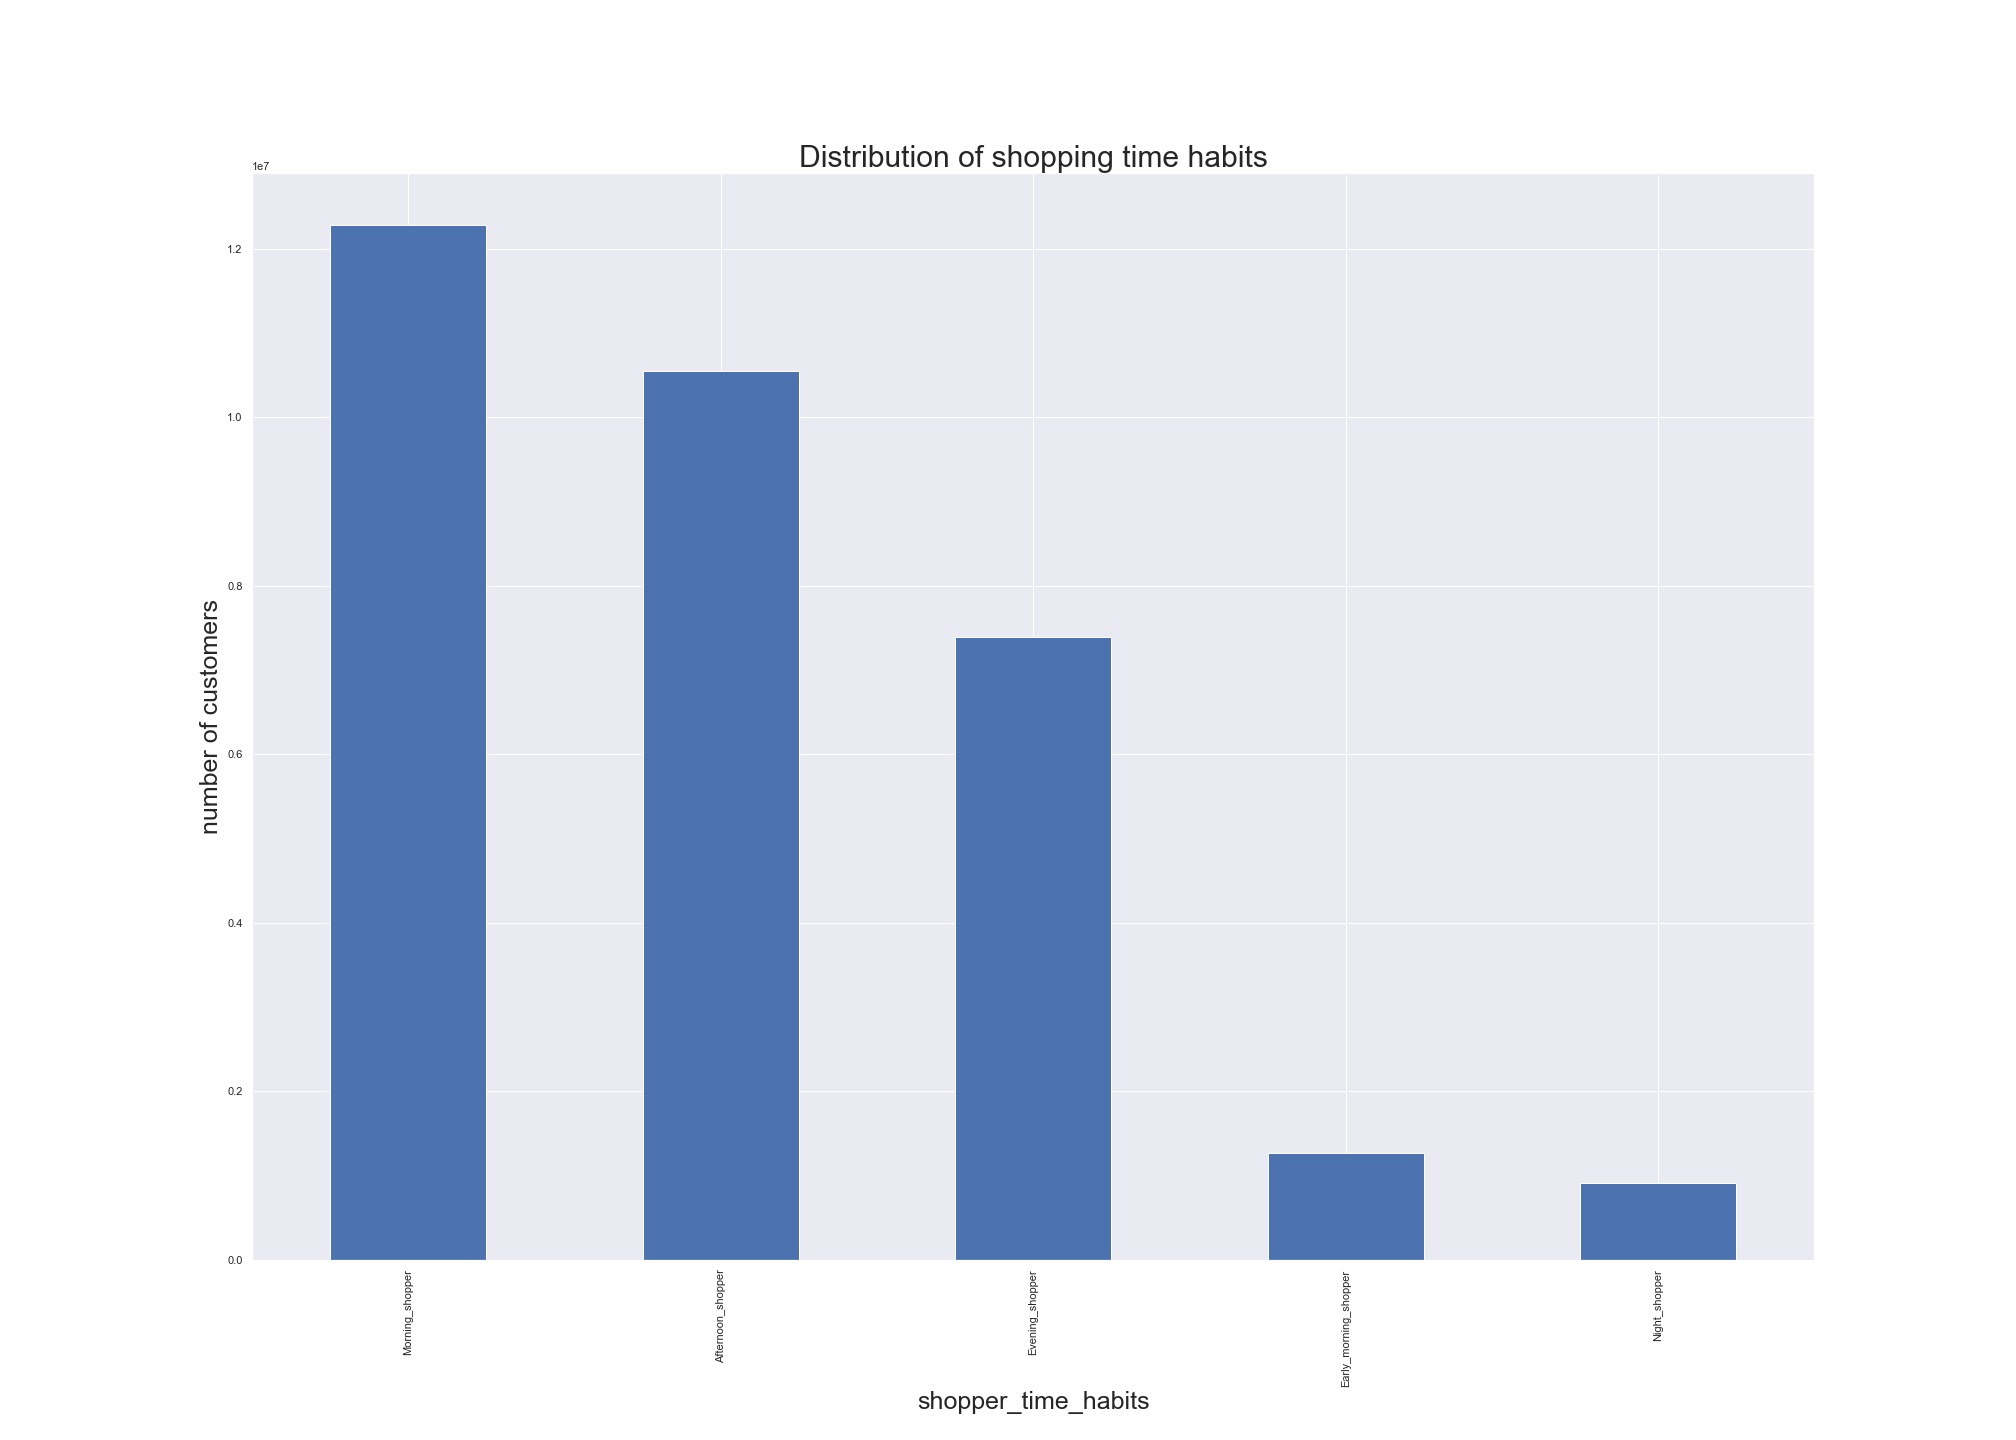 Distribution of shopping time habits
1e7
1.2
1.0
0.8
0.6
0.4
0.2
0.0
number of customers
Morning_shopper
Afternoon_shopper
Evening_shopper
Early_morning_shopper
Night_shopper
shopper_time_habits